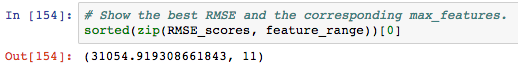 In [154]: # Show the best RMSE and the corresponding max_features.
sorted(zip(RMSE_scores, feature_range))[0]
Out[154]: (31054.919308661843, 11)